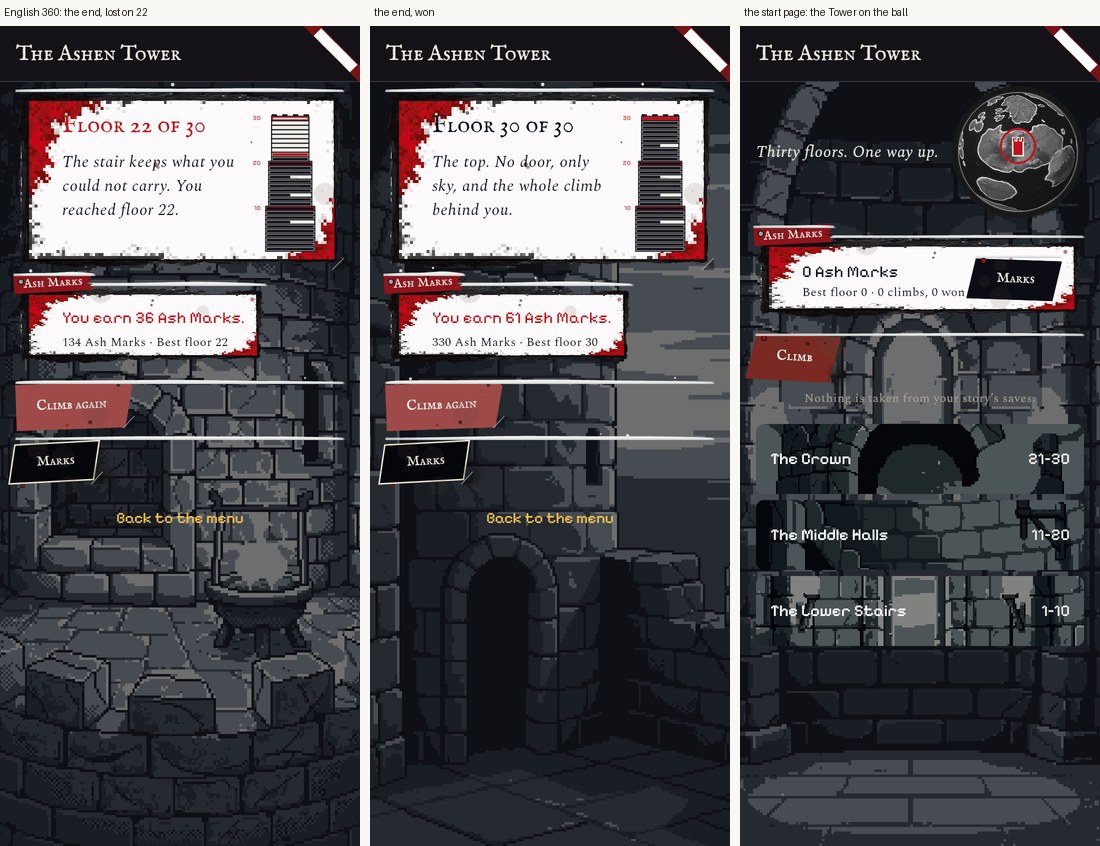 English 360: the end, lost on 22
the end, won
the start page: the Tower on the ball
The Ashen Tower
Floor 22 of 30
The stair keeps what you
could not carry. You
reached floor 22.
30
20
10
Ash Marks
You earn 36 Ash Marks.
134 Ash Marks · Best floor 22
Climb again
Marks
Back to the menu
The Ashen Tower
Floor 30 of 30
The top. No door, only
sky, and the whole climb
behind you.
30
20
10
Ash Marks
You earn 61 Ash Marks.
330 Ash Marks · Best floor 30
Climb again
Marks
Back to the menu
The Ashen Tower
Thirty floors. One way up.
Ash Marks
0 Ash Marks
Best floor 0 · 0 climbs, 0 won
Marks
Climb
Nothing is taken from your story's saves.
The Crown
21-30
The Middle Halls
11-20
The Lower Stairs
1-10